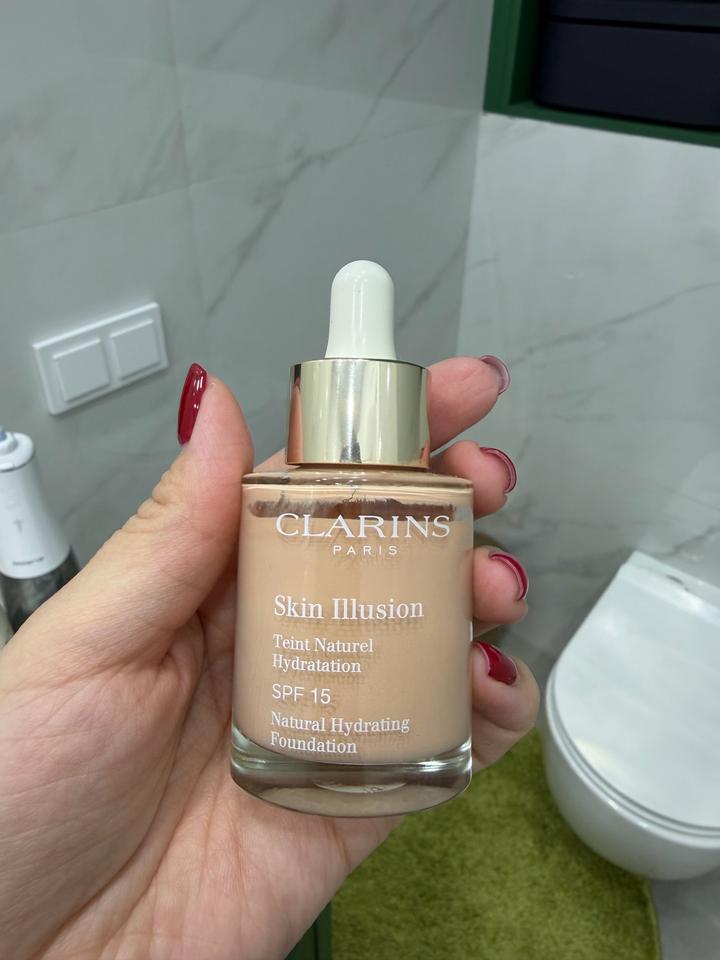 CLARINS
PARIS
Skin Illusion
Teint Naturel
Hydratation
SPF 15
Natural Hydrating
Foundation